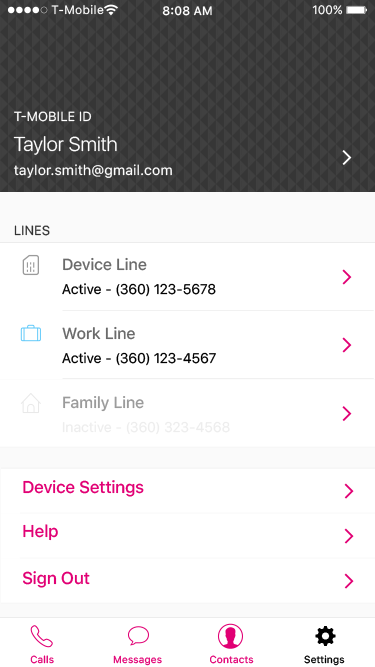 T-Mobile 8:08 AM 100%
T-MOBILE ID
Taylor Smith
taylor.smith@gmail.com
LINES
Device Line
Active - (360) 123-5678
Work Line
Active - (360) 123-4567
Family Line
Inactive - (360) 323-4568
Device Settings
Help
Sign Out
Calls Messages Contacts Settings